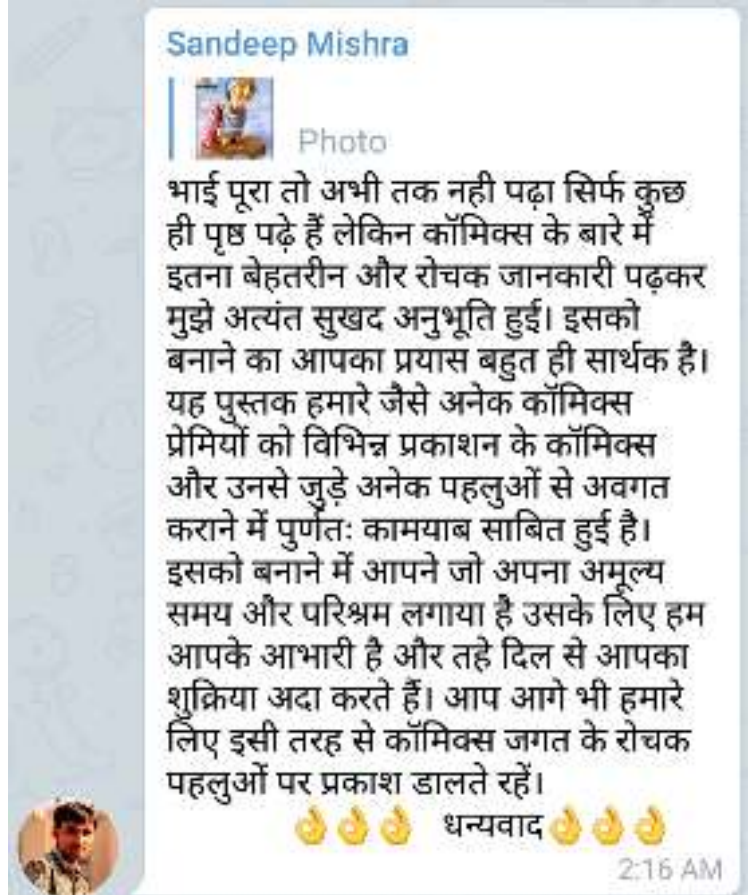 Sandeep Mishra
Photo
भाई पूरा तो अभी तक नही पढ़ा सिर्फ कुछ
ही पृष्ठ पढ़े हैं लेकिन कॉमिक्स के बारे में
इतना बेहतरीन और रोचक जानकारी पढ़कर
मुझे अत्यंत सुखद अनुभूति हुई। इसको
बनाने का आपका प्रयास बहुत ही सार्थक है।
यह पुस्तक हमारे जैसे अनेक कॉमिक्स
प्रेमियों को विभिन्न प्रकाशन के कॉमिक्स
और उनसे जुड़े अनेक पहलुओं से अवगत
कराने में पुर्णतः कामयाब साबित हुई है।
इसको बनाने में आपने जो अपना अमूल्य
समय और परिश्रम लगाया है उसके लिए हम
आपके आभारी है और तहे दिल से आपका
शुक्रिया अदा करते हैं। आप आगे भी हमारे
लिए इसी तरह से कॉमिक्स जगत के रोचक
पहलुओं पर प्रकाश डालते रहें।
👌👌👌 धन्यवाद👌👌👌
2:16 AM